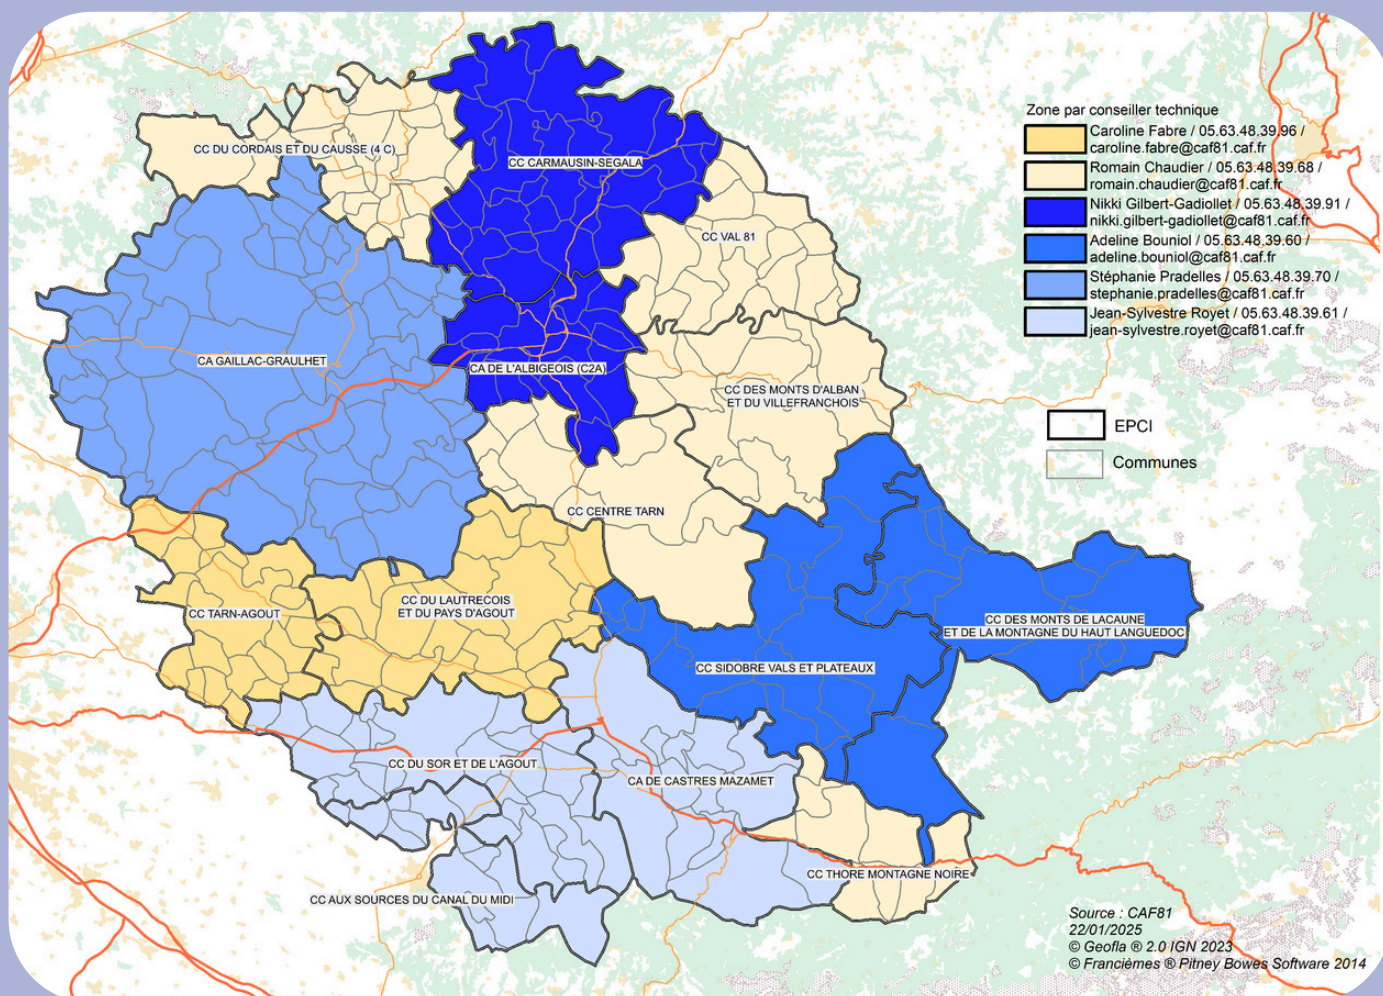 CC DU CORDAIS ET DU CAUSSE (4 C)
CC CARMAUSIN-SEGALA
CC VAL 81
CA GAILLAC-GRAULHET
CA DE L'ALBIGEOIS (C2A)
CC DES MONTS D'ALBAN
ET DU VILLEFRANCHOIS
CC CENTRE TARN
CC TARN-AGOUT
CC DU LAUTRECOIS
ET DU PAYS D'AGOUT
CC DES MONTS DE LACAUNE
ET DE LA MONTAGNE DU HAUT LANGUEDOC
CC SIDOBRE VALS ET PLATEAUX
CC DU SOR ET DE L'AGOUT
CA DE CASTRES MAZAMET
CC THORE MONTAGNE NOIRE
CC AUX SOURCES DU CANAL DU MIDI
Zone par conseiller technique
Caroline Fabre / 05.63.48.39.96 /
caroline.fabre@caf81.caf.fr
Romain Chaudier / 05.63.48.39.68 /
romain.chaudier@caf81.caf.fr
Nikki Gilbert-Gadiollet / 05.63.48.39.91 /
nikki.gilbert-gadiollet@caf81.caf.fr
Adeline Bouniol / 05.63.48.39.60 /
adeline.bouniol@caf81.caf.fr
Stéphanie Pradelles / 05.63.48.39.70 /
stephanie.pradelles@caf81.caf.fr
Jean-Sylvestre Royet / 05.63.48.39.61 /
jean-sylvestre.royet@caf81.caf.fr
EPCI
Communes
Source : CAF81
22/01/2025
© Geofla ® 2.0 IGN 2023
© Francièmes ® Pitney Bowes Software 2014